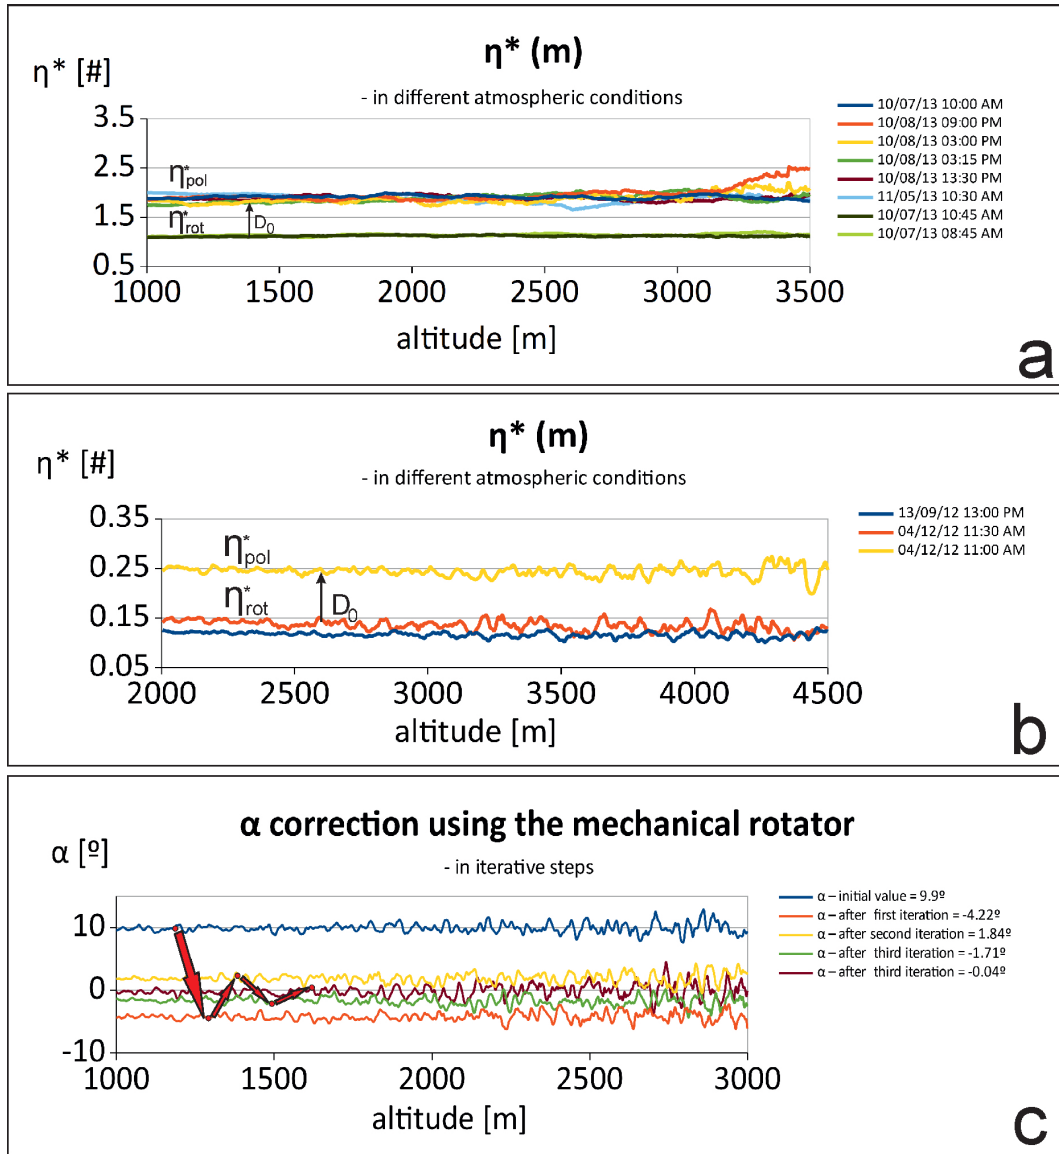 η* (m)
η* [#]
- in different atmospheric conditions
3.5
2.5
1.5
0.5
η*pol
η*rot
D0
1000 1500 2000 2500 3000 3500
altitude [m]
10/07/13 10:00 AM
10/08/13 09:00 PM
10/08/13 03:00 PM
10/08/13 03:15 PM
10/08/13 13:30 PM
11/05/13 10:30 AM
10/07/13 10:45 AM
10/07/13 08:45 AM
a
η* (m)
η* [#]
- in different atmospheric conditions
0.35
0.25
0.15
0.05
η*pol
η*rot
D0
2000 2500 3000 3500 4000 4500
altitude [m]
13/09/12 13:00 PM
04/12/12 11:30 AM
04/12/12 11:00 AM
b
α correction using the mechanical rotator
α [º]
- in iterative steps
10
0
-10
1000 1500 2000 2500 3000
altitude [m]
α – initial value = 9.9º
α – after first iteration = -4.22º
α – after second iteration = 1.84º
α – after third iteration = -1.71º
α – after third iteration = -0.04º
c